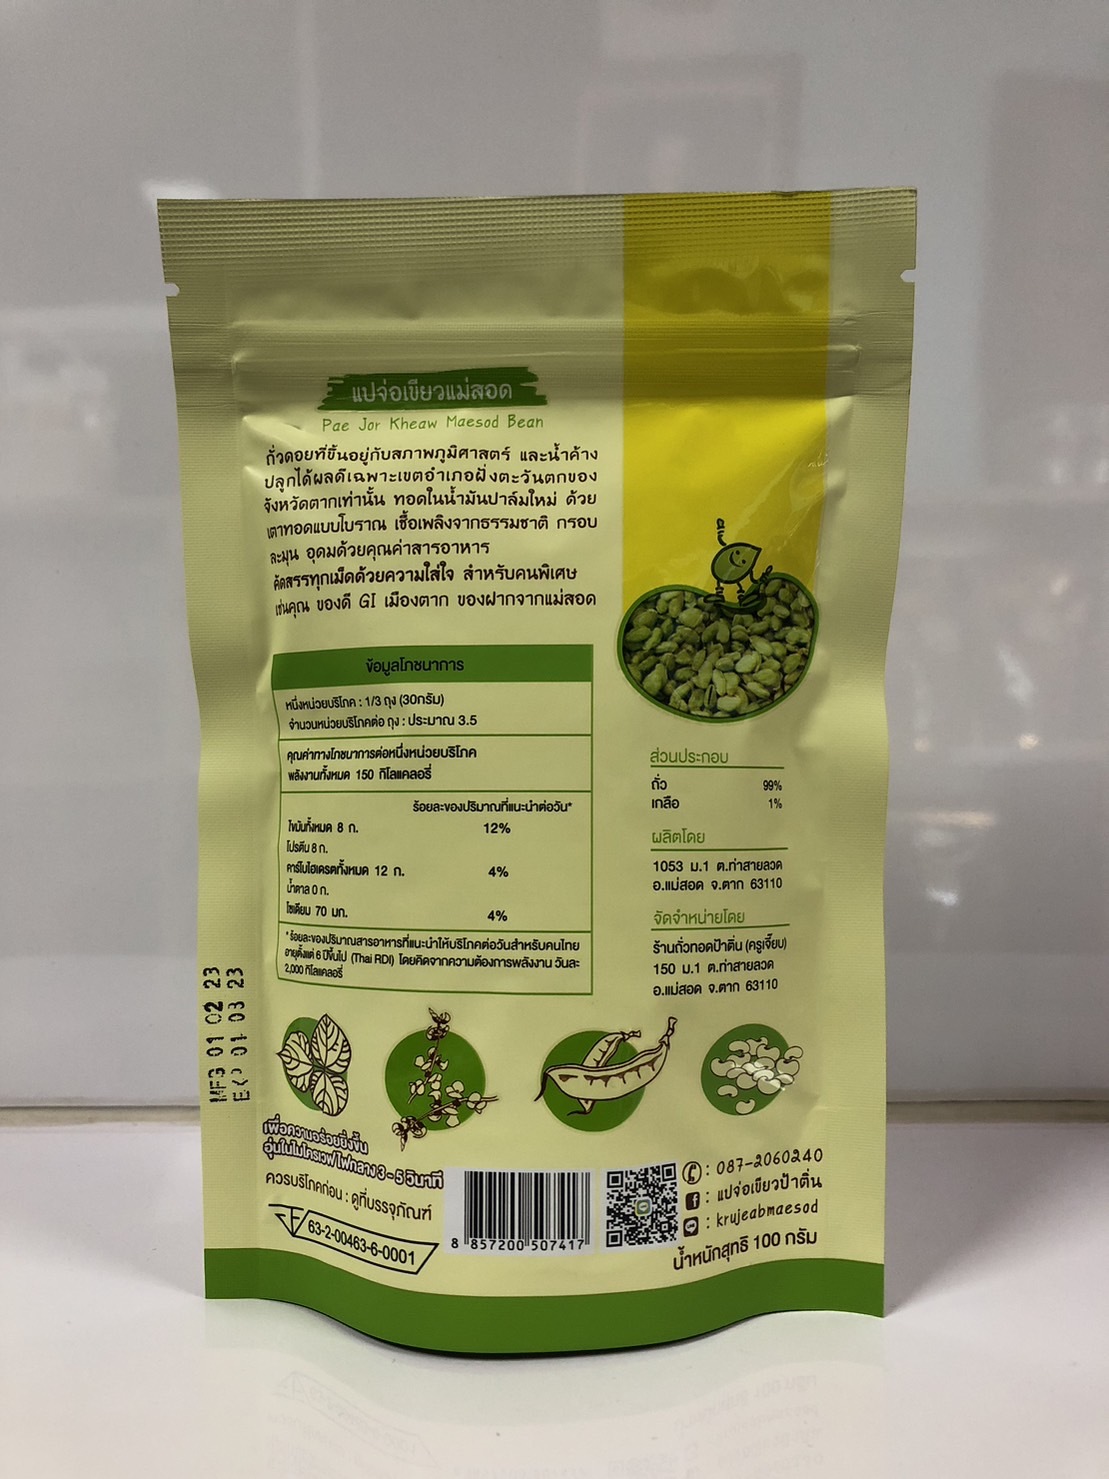 แปจ่อเขียวแม่สอด
Pae Jor Kheaw Maesod Bean
ถั่วดอยที่ขึ้นอยู่กับสภาพภูมิศาสตร์ และน้ำค้าง
ปลูกได้ผลดีเฉพาะเขตอำเภอฝั่งตะวันตกของ
จังหวัดตากเท่านั้น ทอดในน้ำมันปาล์มใหม่ ด้วย
เตาทอดแบบโบราณ เชื้อเพลิงจากธรรมชาติ กรอบ
ละมุน อุดมด้วยคุณค่าสารอาหาร
คัดสรรทุกเม็ดด้วยความใส่ใจ สำหรับคนพิเศษ
เช่นคุณ ของดี GI เมืองตาก ของฝากจากแม่สอด
ข้อมูลโภชนาการ
หนึ่งหน่วยบริโภค : 1/3 ถุง (30กรัม)
จำนวนหน่วยบริโภคต่อ ถุง : ประมาณ 3.5
คุณค่าทางโภชนาการต่อหนึ่งหน่วยบริโภค
พลังงานทั้งหมด 150 กิโลแคลอรี่
ร้อยละของปริมาณที่แนะนำต่อวัน*
ไขมันทั้งหมด 8 ก. 12%
โปรตีน 8 ก.
คาร์โบไฮเดรตทั้งหมด 12 ก. 4%
น้ำตาล 0 ก.
โซเดียม 70 มก. 4%
* ร้อยละของปริมาณสารอาหารที่แนะนำให้บริโภคต่อวันสำหรับคนไทย
อายุตั้งแต่ 6 ปีขึ้นไป (Thai RDI) โดยคิดจากความต้องการพลังงาน วันละ
2,000 กิโลแคลอรี่
ส่วนประกอบ
ถั่ว 99%
เกลือ 1%
ผลิตโดย
1053 ม.1 ต.ท่าสายลวด
อ.แม่สอด จ.ตาก 63110
จัดจำหน่ายโดย
ร้านถั่วทอดป้าติ่น (ครูเจี๊ยบ)
150 ม.1 ต.ท่าสายลวด
อ.แม่สอด จ.ตาก 63110
MFG 01 02 23
EXP 01 03 23
เพื่อความอร่อยยิ่งขึ้น
อุ่นในไมโครเวฟไฟกลาง 3 - 5 วินาที
ควรบริโภคก่อน : ดูที่บรรจุภัณฑ์
63-2-00463-6-0001
8 857200 507417
: 087-2060240
: แปจ่อเขียวป้าติ่น
: krujeabmaesod
น้ำหนักสุทธิ 100 กรัม